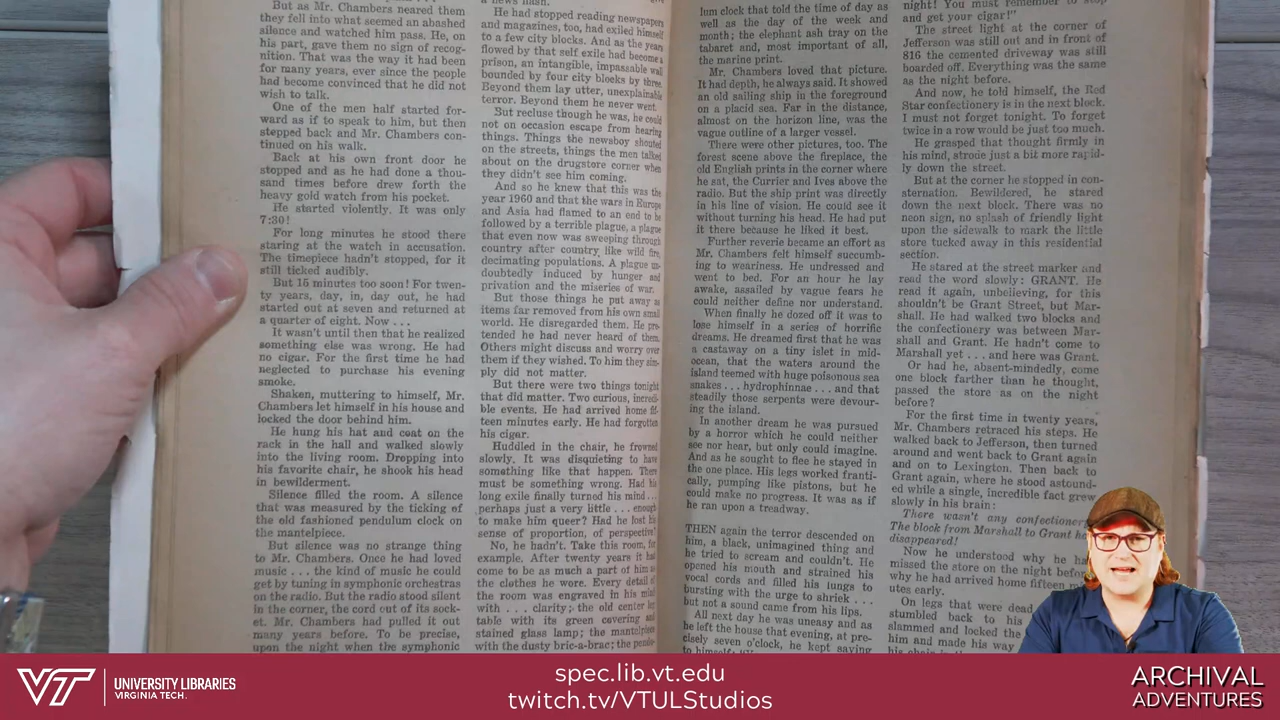 But as Mr. Chambers neared them
they fell into what seemed an abashed
silence and watched him pass. He, on
his part, gave them no sign of recog-
nition. That was the way it had been
for many years, ever since the people
had become convinced that he did not
wish to talk.
One of the men half started for-
ward as if to speak to him, but then
stepped back and Mr. Chambers con-
tinued on his walk.
Back at his own front door he
stopped and as he had done a thou-
sand times before drew forth the
heavy gold watch from his pocket.
He started violently. It was only
7:30!
For long minutes he stood there
staring at the watch in accusation.
The timepiece hadn't stopped, for it
still ticked audibly.
But 15 minutes too soon! For twen-
ty years, day in, day out, he had
started out at seven and returned at
a quarter of eight. Now . . .
It wasn't until then that he realized
something else was wrong. He had
no cigar. For the first time he had
neglected to purchase his evening
smoke.
Shaken, muttering to himself, Mr.
Chambers let himself in his house and
locked the door behind him.
He hung his hat and coat on the
rack in the hall and walked slowly
into the living room. Dropping into
his favorite chair, he shook his head
in bewilderment.
Silence filled the room. A silence
that was measured by the ticking of
the old fashioned pendulum clock on
the mantelpiece.
But silence was no strange thing
to Mr. Chambers. Once he had loved
music . . . the kind of music he could
get by tuning in symphonic orchestras
on the radio. But the radio stood silent
in the corner, the cord out of its sock-
et. Mr. Chambers had pulled it out
many years before. To be precise,
upon the night when the symphonic
a news flash.
He had stopped reading newspapers
and magazines, too, had exiled himself
to a few city blocks. And as the years
flowed by that self exile had become a
prison, an intangible, impassable wall
bounded by four city blocks by three.
Beyond them lay utter, unexplainable
terror. Beyond them he never went.
But recluse though he was, he could
not on occasion escape from hearing
things. Things the newsboy shouted
on the streets, things the men talked
about on the drugstore corner when
they didn't see him coming.
And so he knew that this was the
year 1960 and that the wars in Europe
and Asia had flamed to an end to be
followed by a terrible plague, a plague
that even now was sweeping through
country after country like wild fire,
decimating populations. A plague un-
doubtedly induced by hunger and
privation and the miseries of war.
But those things he put away as
items far removed from his own small
world. He disregarded them. He pre-
tended he had never heard of them.
Others might discuss and worry over
them if they wished. To him they sim-
ply did not matter.
But there were two things tonight
that did matter. Two curious, incredi-
ble events. He had arrived home fif-
teen minutes early. He had forgotten
his cigar.
Huddled in the chair, he frowned
slowly. It was disquieting to have
something like that happen. There
must be something wrong. Had his
long exile finally turned his mind . . .
perhaps just a very little . . . enough
to make him queer? Had he lost his
sense of proportion, of perspective?
No, he hadn't. Take this room, for
example. After twenty years it had
come to be as much a part of him as
the clothes he wore. Every detail of
the room was engraved in his mind
with . . . clarity; the old center leg
table with its green covering and
stained glass lamp; the mantelpiece
with the dusty bric-a-brac; the pendu-
lum clock that told the time of day as
well as the day of the week and
month; the elephant ash tray on the
tabaret and, most important of all,
the marine print.
Mr. Chambers loved that picture.
It had depth, he always said. It showed
an old sailing ship in the foreground
on a placid sea. Far in the distance,
almost on the horizon line, was the
vague outline of a larger vessel.
There were other pictures, too. The
forest scene above the fireplace, the
old English prints in the corner where
he sat, the Currier and Ives above the
radio. But the ship print was directly
in his line of vision. He could see it
without turning his head. He had put
it there because he liked it best.
Further reverie became an effort as
Mr. Chambers felt himself succumb-
ing to weariness. He undressed and
went to bed. For an hour he lay
awake, assailed by vague fears he
could neither define nor understand.
When finally he dozed off it was to
lose himself in a series of horrific
dreams. He dreamed first that he was
a castaway on a tiny islet in mid-
ocean, that the waters around the
island teemed with huge poisonous sea
snakes . . . hydrophinnae . . . and that
steadily those serpents were devour-
ing the island.
In another dream he was pursued
by a horror which he could neither
see nor hear, but only could imagine.
And as he sought to flee he stayed in
the one place. His legs worked franti-
cally, pumping like pistons, but he
could make no progress. It was as if
he ran upon a treadway.
THEN again the terror descended on
him, a black, unimagined thing and
he tried to scream and couldn't. He
opened his mouth and strained his
vocal cords and filled his lungs to
bursting with the urge to shriek . . .
but not a sound came from his lips.
All next day he was uneasy and as
he left the house that evening, at pre-
cisely seven o'clock, he kept saying
to himself:
night! You must remember to stop
and get your cigar!"
The street light at the corner of
Jefferson was still out and in front of
816 the cemented driveway was still
boarded off. Everything was the same
as the night before.
And now, he told himself, the Red
Star confectionery is in the next block.
I must not forget tonight. To forget
twice in a row would be just too much.
He grasped that thought firmly in
his mind, strode just a bit more rapid-
ly down the street.
But at the corner he stopped in con-
sternation. Bewildered, he stared
down the next block. There was no
neon sign, no splash of friendly light
upon the sidewalk to mark the little
store tucked away in this residential
section.
He stared at the street marker and
read the word slowly: GRANT. He
read it again, unbelieving, for this
shouldn't be Grant Street, but Mar-
shall. He had walked two blocks and
the confectionery was between Mar-
shall and Grant. He hadn't come to
Marshall yet . . . and here was Grant.
Or had he, absent-mindedly, come
one block farther than he thought,
passed the store as on the night
before?
For the first time in twenty years,
Mr. Chambers retraced his steps. He
walked back to Jefferson, then turned
around and went back to Grant again
and on to Lexington. Then back to
Grant again, where he stood astound-
ed while a single, incredible fact grew
slowly in his brain:
There wasn't any confectionery
The block from Marshall to Grant
disappeared!
Now he understood why he
missed the store on the night
why he had arrived home fifteen
utes early.
On legs that were dead
stumbled back to his
slammed and locked the
him and made his way
VT UNIVERSITY LIBRARIES
VIRGINIA TECH.
spec.lib.vt.edu
twitch.tv/VTULStudios
ARCHIVAL
ADVENTURES